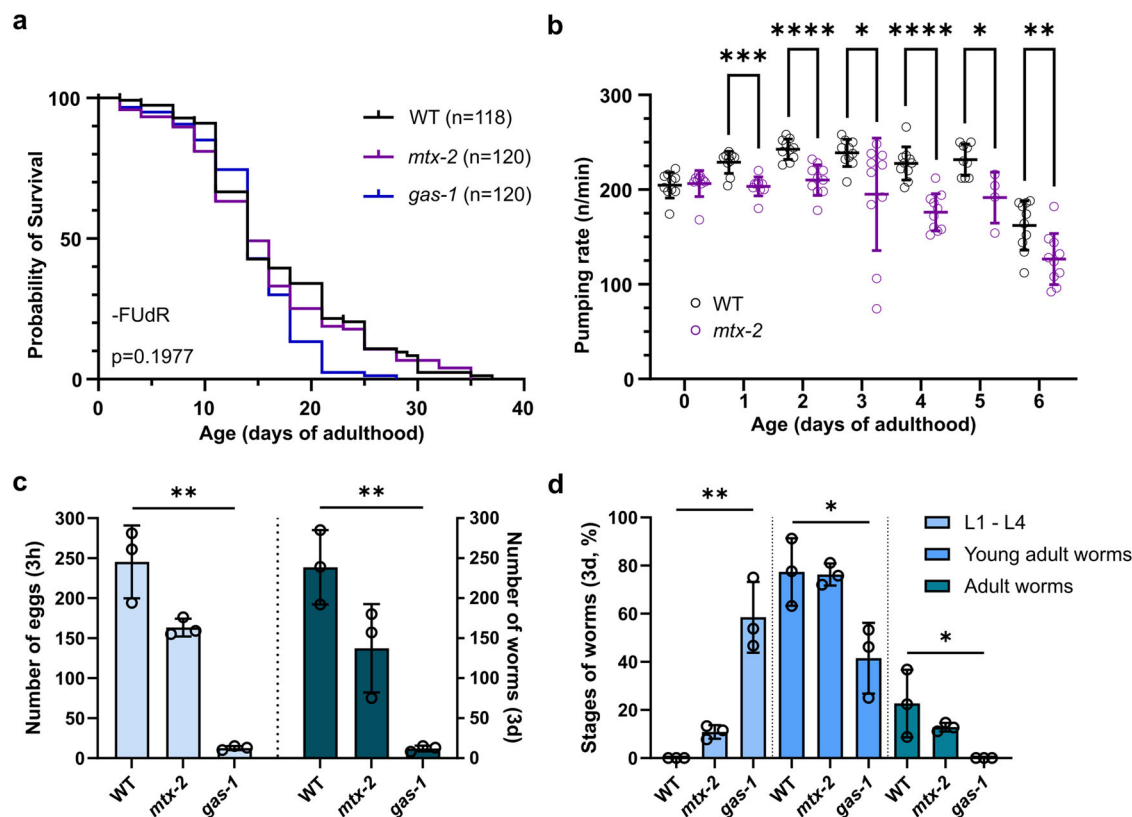 a
Probability of Survival
100
50
0
0 10 20 30 40
Age (days of adulthood)
WT (n=118)
mtx-2 (n=120)
gas-1 (n=120)
-FUdR
p=0.1977
b
Pumping rate (n/min)
300
200
100
0
*** **** * **** * **
WT
mtx-2
0 1 2 3 4 5 6
Age (days of adulthood)
c
Number of eggs (3h)
300
250
200
150
100
50
0
** **
300
250
200
150
100
50
0
Number of worms (3d)
WT mtx-2 gas-1 WT mtx-2 gas-1
d
Stages of worms (3d, %)
100
80
60
40
20
0
** * *
L1 - L4
Young adult worms
Adult worms
WT mtx-2 gas-1 WT mtx-2 gas-1 WT mtx-2 gas-1